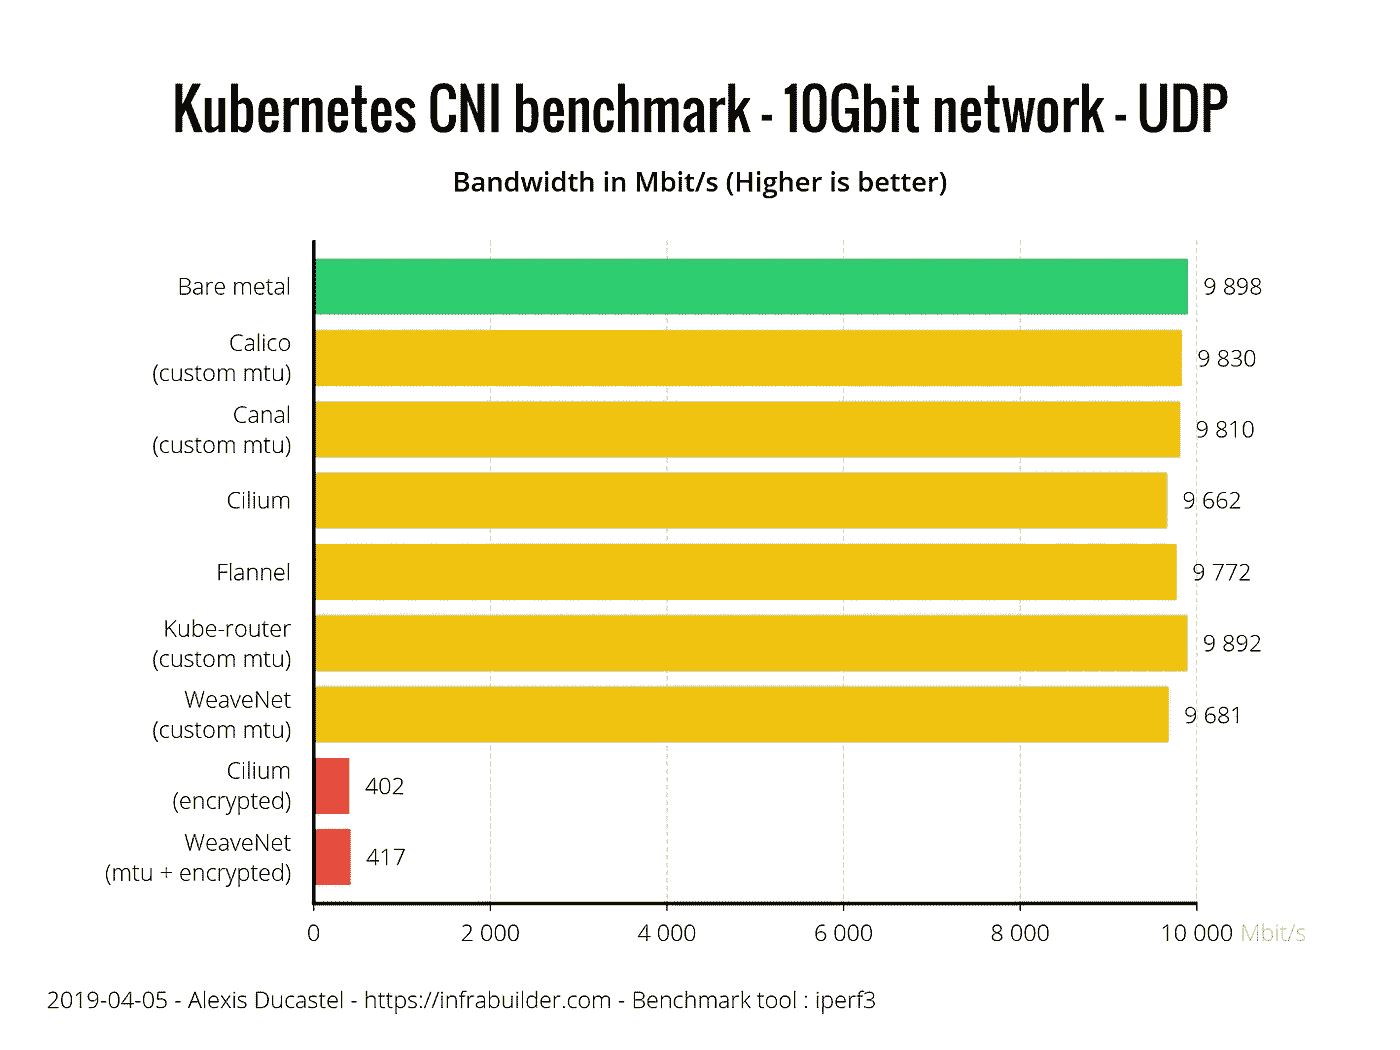 Kubernetes CNI benchmark - 10Gbit network - UDP
Bandwidth in Mbit/s (Higher is better)
Bare metal
9 898
Calico
(custom mtu)
9 830
Canal
(custom mtu)
9 810
Cilium
9 662
Flannel
9 772
Kube-router
(custom mtu)
9 892
WeaveNet
(custom mtu)
9 681
Cilium
(encrypted)
402
WeaveNet
(mtu + encrypted)
417
0 2 000 4 000 6 000 8 000 10 000 Mbit/s
2019-04-05 - Alexis Ducastel - https://infrabuilder.com - Benchmark tool : iperf3